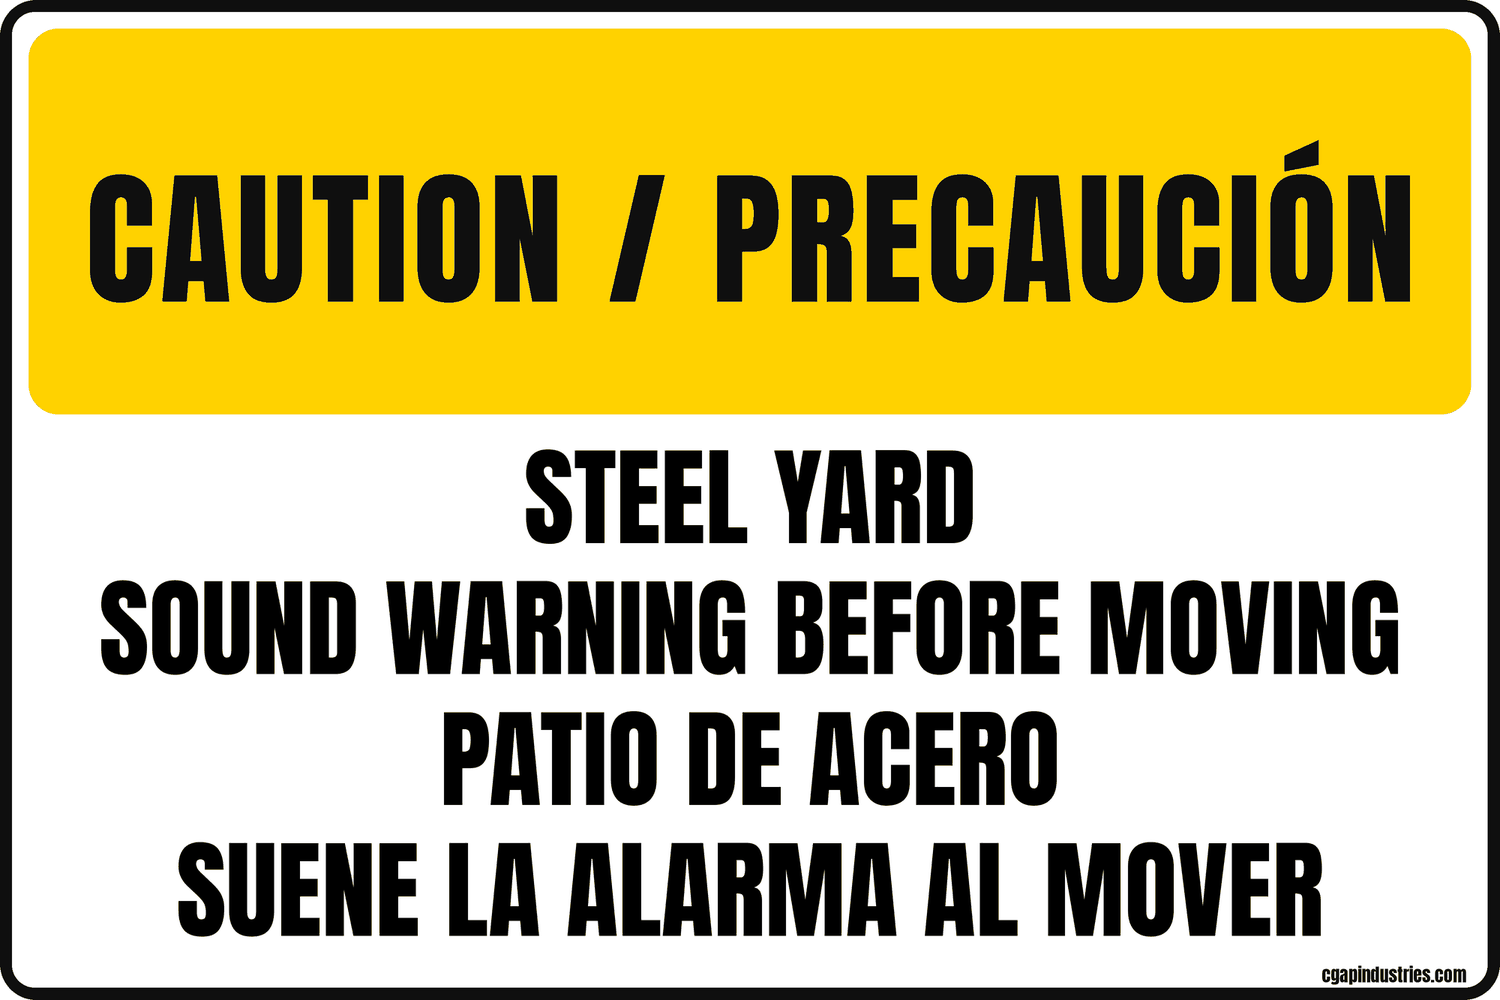 CAUTION / PRECAUCIÓN
STEEL YARD
SOUND WARNING BEFORE MOVING
PATIO DE ACERO
SUENE LA ALARMA AL MOVER
cgapindustries.com